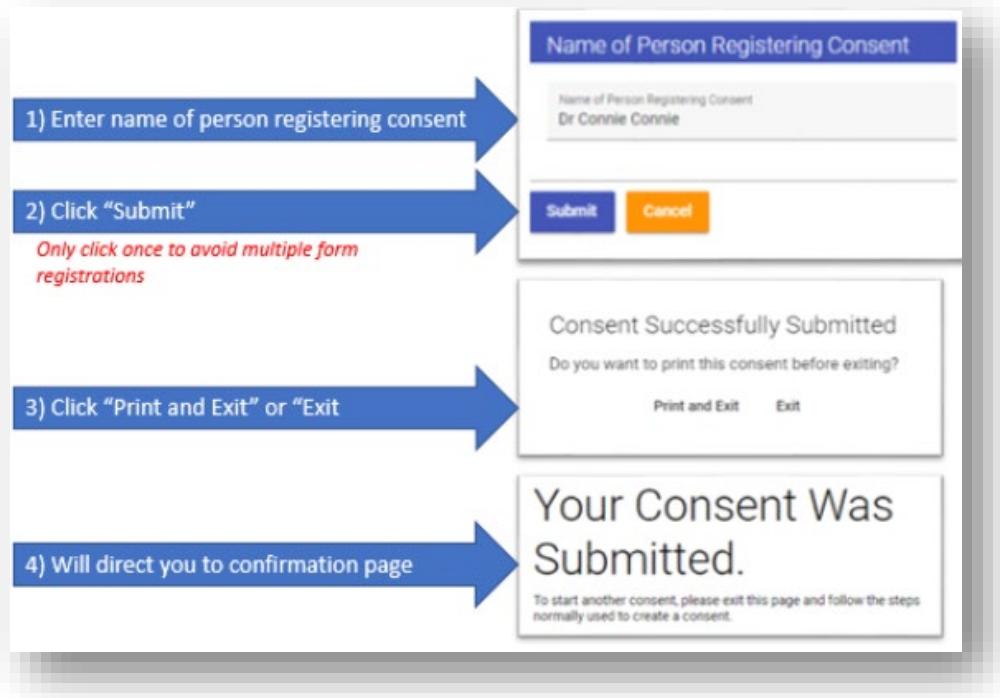 Name of Person Registering Consent
1) Enter name of person registering consent
Name of Person Registering Consent
Dr Connie Connie
2) Click “Submit”
Submit
Cancel
Only click once to avoid multiple form
registrations
Consent Successfully Submitted
Do you want to print this consent before exiting?
3) Click “Print and Exit” or “Exit
Print and Exit
Exit
Your Consent Was
Submitted.
4) Will direct you to confirmation page
To start another consent, please exit this page and follow the steps
normally used to create a consent.